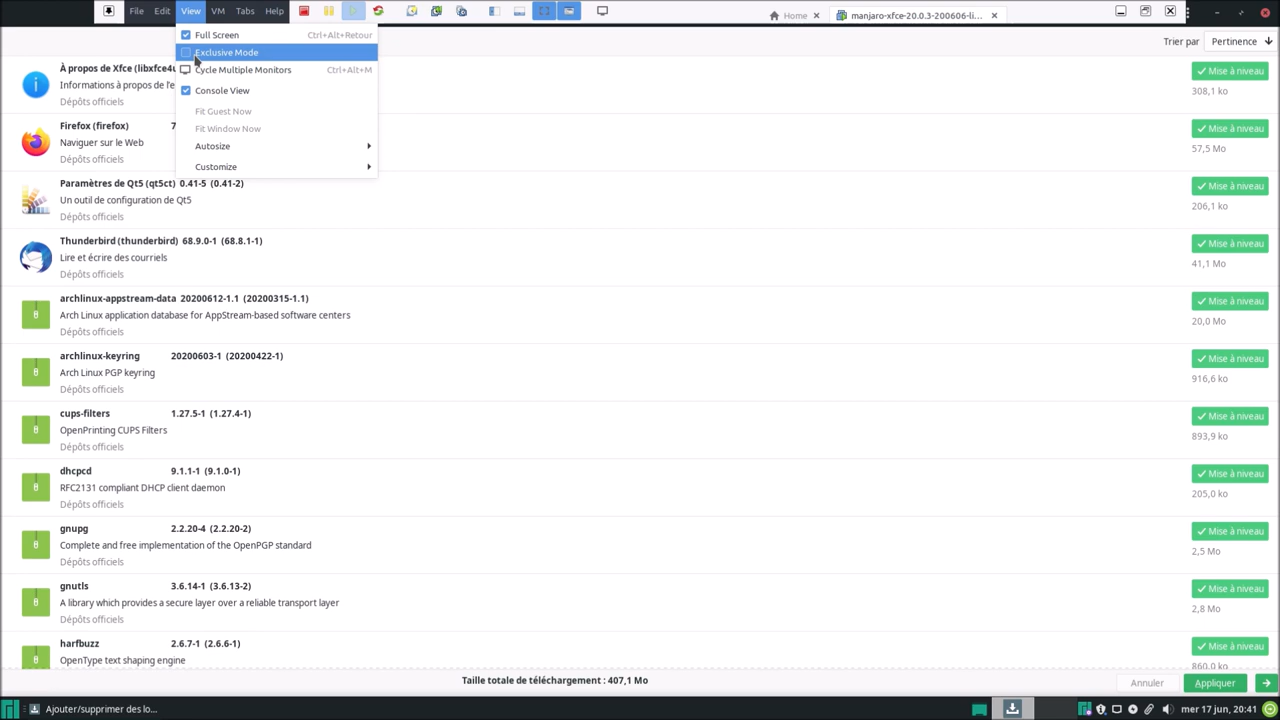 File Edit View VM Tabs Help
Home
manjaro-xfce-20.0.3-200606-li...
Full Screen Ctrl+Alt+Retour
Exclusive Mode
Cycle Multiple Monitors Ctrl+Alt+M
Console View
Fit Guest Now
Fit Window Now
Autosize
Customize
Trier par Pertinence
À propos de Xfce (libxfce4u
Informations à propos de l'e
Dépôts officiels
Mise à niveau
308,1 ko
Firefox (firefox) 7
Naviguer sur le Web
Dépôts officiels
Mise à niveau
57,5 Mo
Paramètres de Qt5 (qt5ct) 0.41-5 (0.41-2)
Un outil de configuration de Qt5
Dépôts officiels
Mise à niveau
206,1 ko
Thunderbird (thunderbird) 68.9.0-1 (68.8.1-1)
Lire et écrire des courriels
Dépôts officiels
Mise à niveau
41,1 Mo
archlinux-appstream-data 20200612-1.1 (20200315-1.1)
Arch Linux application database for AppStream-based software centers
Dépôts officiels
Mise à niveau
20,0 Mo
archlinux-keyring 20200603-1 (20200422-1)
Arch Linux PGP keyring
Dépôts officiels
Mise à niveau
916,6 ko
cups-filters 1.27.5-1 (1.27.4-1)
OpenPrinting CUPS Filters
Dépôts officiels
Mise à niveau
893,9 ko
dhcpcd 9.1.1-1 (9.1.0-1)
RFC2131 compliant DHCP client daemon
Dépôts officiels
Mise à niveau
205,0 ko
gnupg 2.2.20-4 (2.2.20-2)
Complete and free implementation of the OpenPGP standard
Dépôts officiels
Mise à niveau
2,5 Mo
gnutls 3.6.14-1 (3.6.13-2)
A library which provides a secure layer over a reliable transport layer
Dépôts officiels
Mise à niveau
2,8 Mo
harfbuzz 2.6.7-1 (2.6.6-1)
OpenType text shaping engine
Mise à niveau
860,0 ko
Taille totale de téléchargement : 407,1 Mo
Annuler Appliquer
Ajouter/supprimer des lo...
mer 17 jun, 20:41